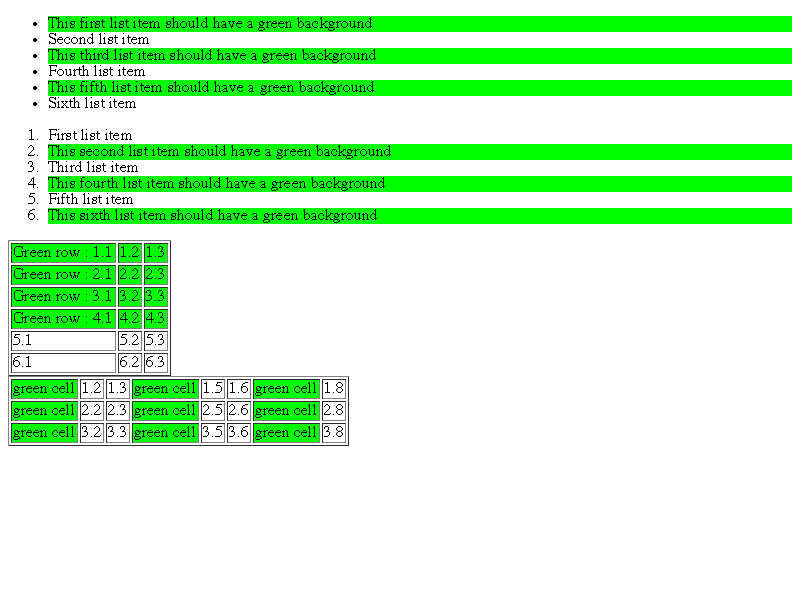 • This first list item should have a green background
• Second list item
• This third list item should have a green background
• Fourth list item
• This fifth list item should have a green background
• Sixth list item
1. First list item
2. This second list item should have a green background
3. Third list item
4. This fourth list item should have a green background
5. Fifth list item
6. This sixth list item should have a green background
Green row : 1.1 1.2 1.3
Green row : 2.1 2.2 2.3
Green row : 3.1 3.2 3.3
Green row : 4.1 4.2 4.3
5.1 5.2 5.3
6.1 6.2 6.3
green cell 1.2 1.3 green cell 1.5 1.6 green cell 1.8
green cell 2.2 2.3 green cell 2.5 2.6 green cell 2.8
green cell 3.2 3.3 green cell 3.5 3.6 green cell 3.8